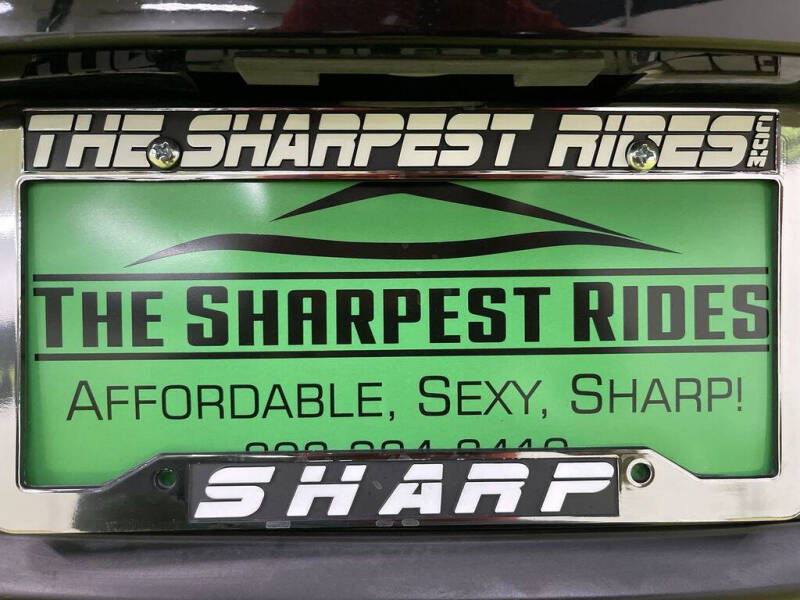 THE SHARPEST RIDES.COM
THE SHARPEST RIDES
AFFORDABLE, SEXY, SHARP!
SHARP